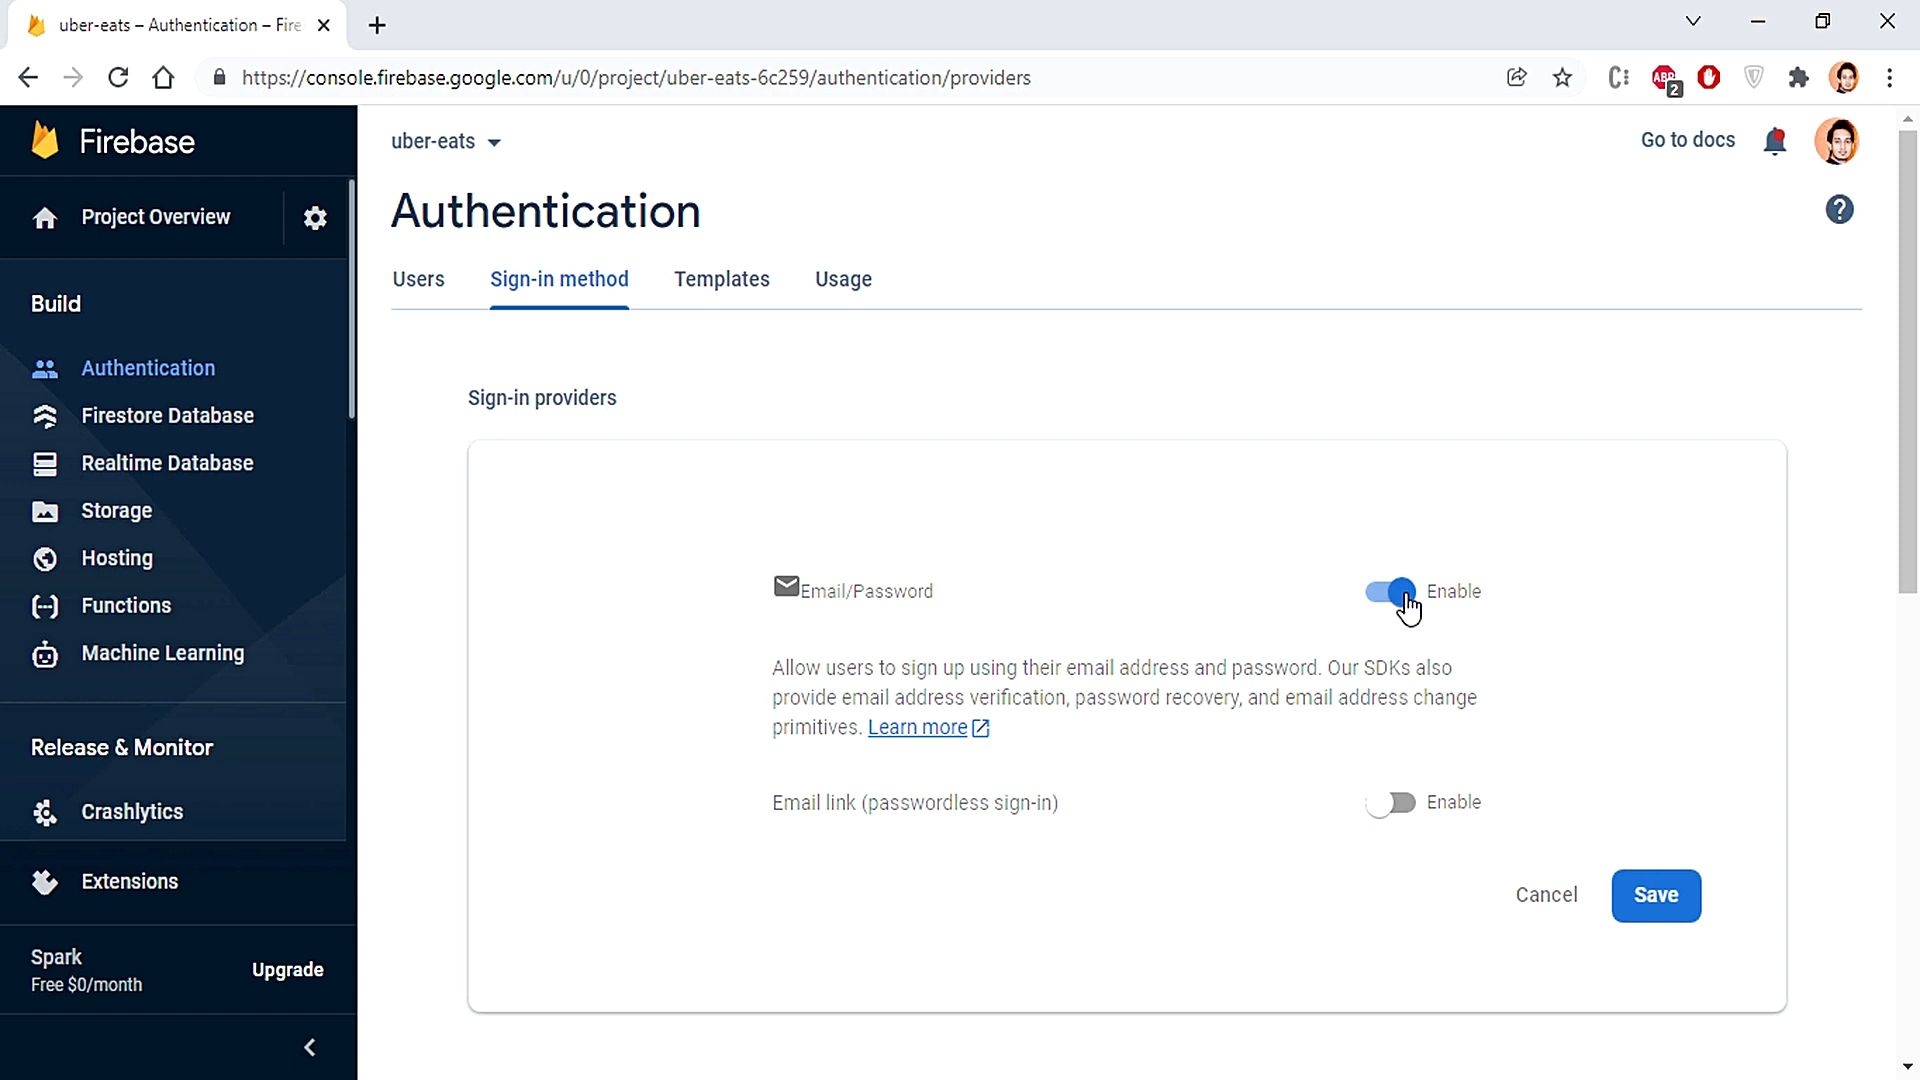 uber-eats – Authentication – Fire
https://console.firebase.google.com/u/0/project/uber-eats-6c259/authentication/providers
ABP
2
Firebase
uber-eats
Go to docs
Project Overview
Authentication
Users
Sign-in method
Templates
Usage
Build
Authentication
Firestore Database
Realtime Database
Storage
Hosting
Functions
Machine Learning
Release & Monitor
Crashlytics
Extensions
Spark
Free $0/month
Upgrade
Sign-in providers
Email/Password
Enable
Allow users to sign up using their email address and password. Our SDKs also
provide email address verification, password recovery, and email address change
primitives. Learn more
Email link (passwordless sign-in)
Enable
Cancel
Save